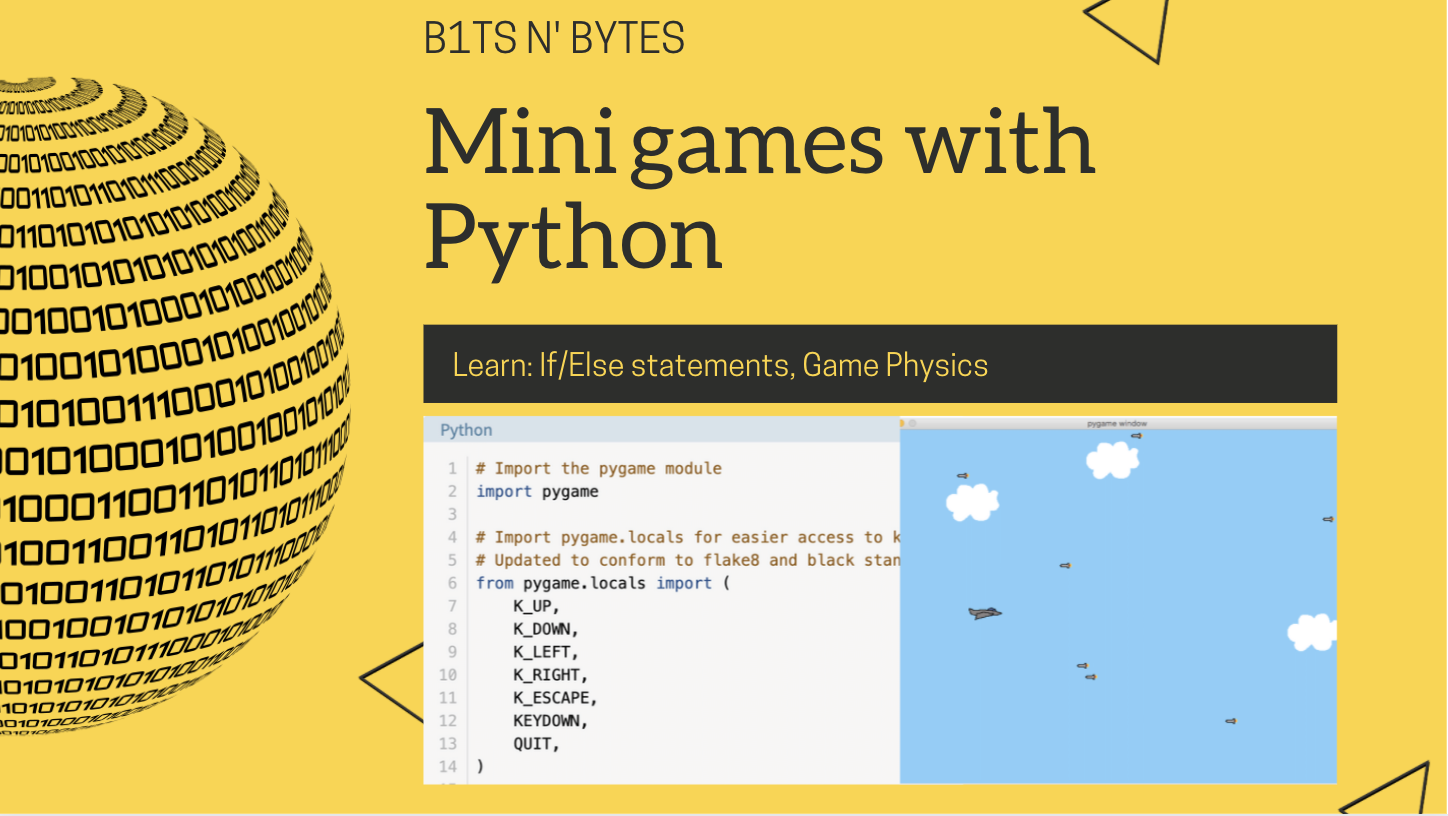 B1TS N' BYTES
Mini games with
Python
Learn: If/Else statements, Game Physics
Python
1 # Import the pygame module
2 import pygame
3
4 # Import pygame.locals for easier access to k
5 # Updated to conform to flake8 and black stan
6 from pygame.locals import (
7 K_UP,
8 K_DOWN,
9 K_LEFT,
10 K_RIGHT,
11 K_ESCAPE,
12 KEYDOWN,
13 QUIT,
14 )
pygame window